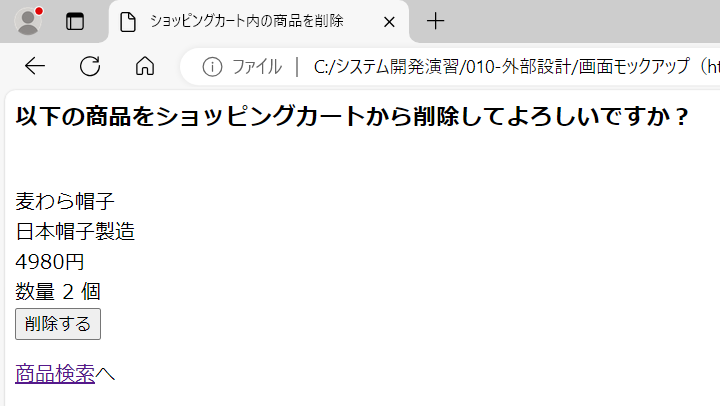 ショッピングカート内の商品を削除
ファイル | C:/システム開発演習/010-外部設計/画面モックアップ（ht
以下の商品をショッピングカートから削除してよろしいですか？
麦わら帽子
日本帽子製造
4980円
数量 2 個
削除する
商品検索へ